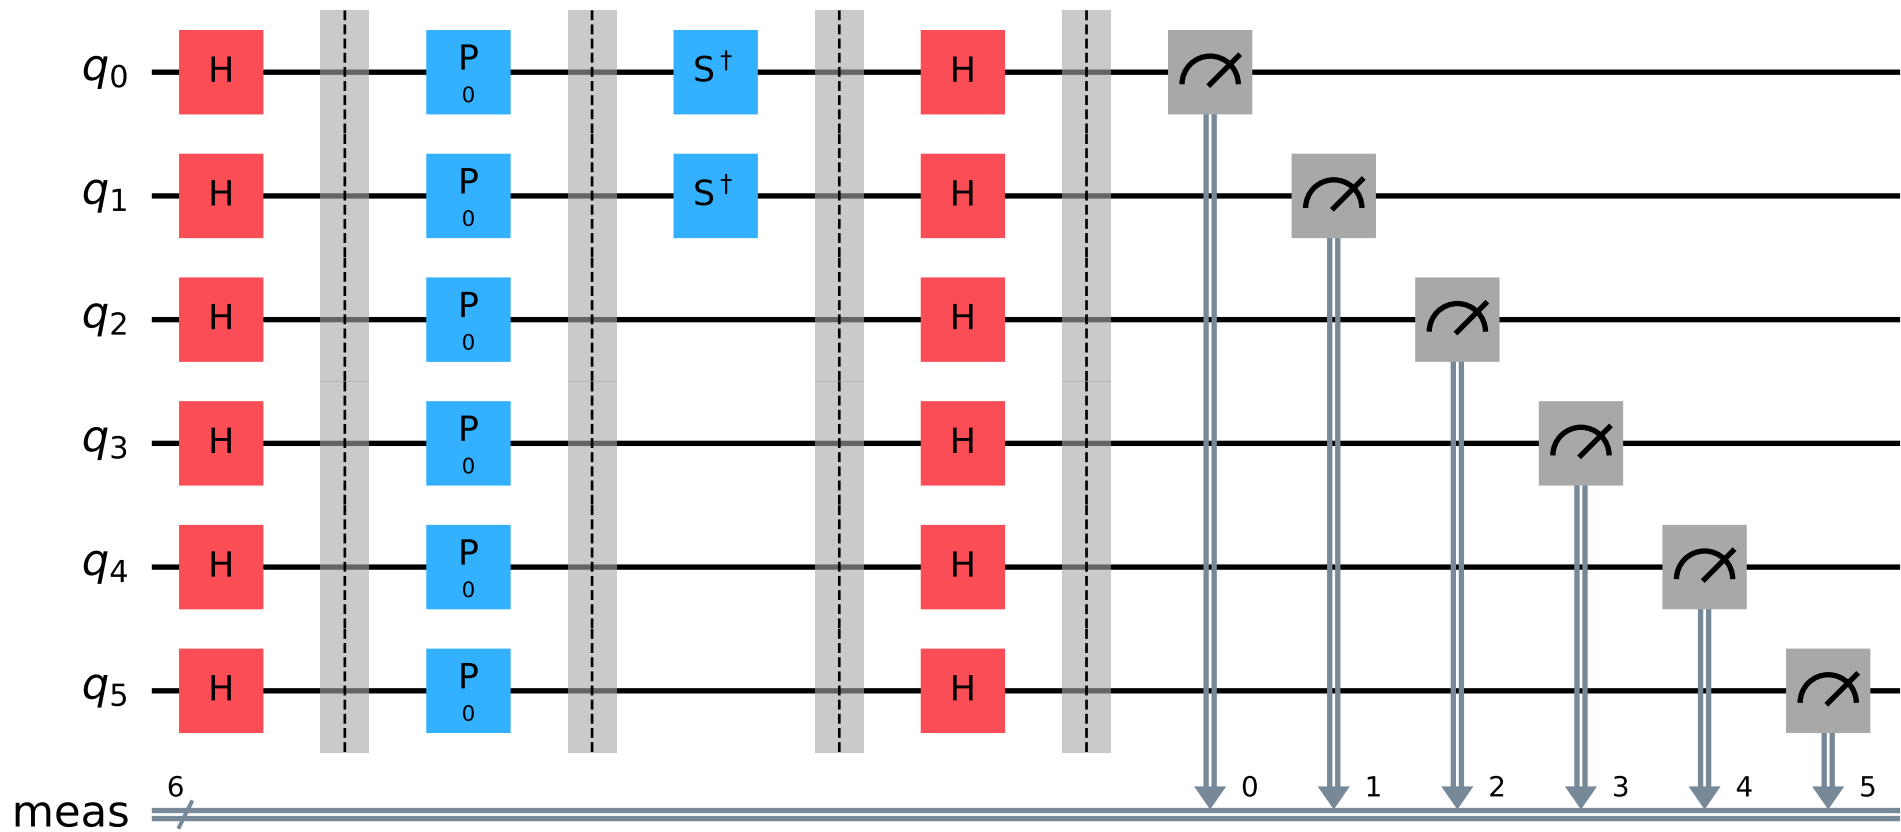 q0 H P 0 S† H
q1 H P 0 S† H
q2 H P 0 H
q3 H P 0 H
q4 H P 0 H
q5 H P 0 H
6 0 1 2 3 4 5
meas